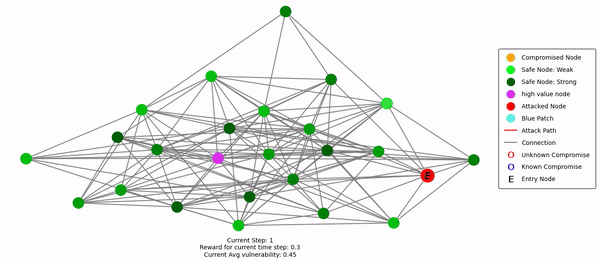 Compromised Node
Safe Node: Weak
Safe Node: Strong
high value node
Attacked Node
Blue Patch
Attack Path
Connection
O Unknown Compromise
O Known Compromise
E Entry Node
E
Current Step: 1
Reward for current time step: 0.3
Current Avg vulnerability: 0.45